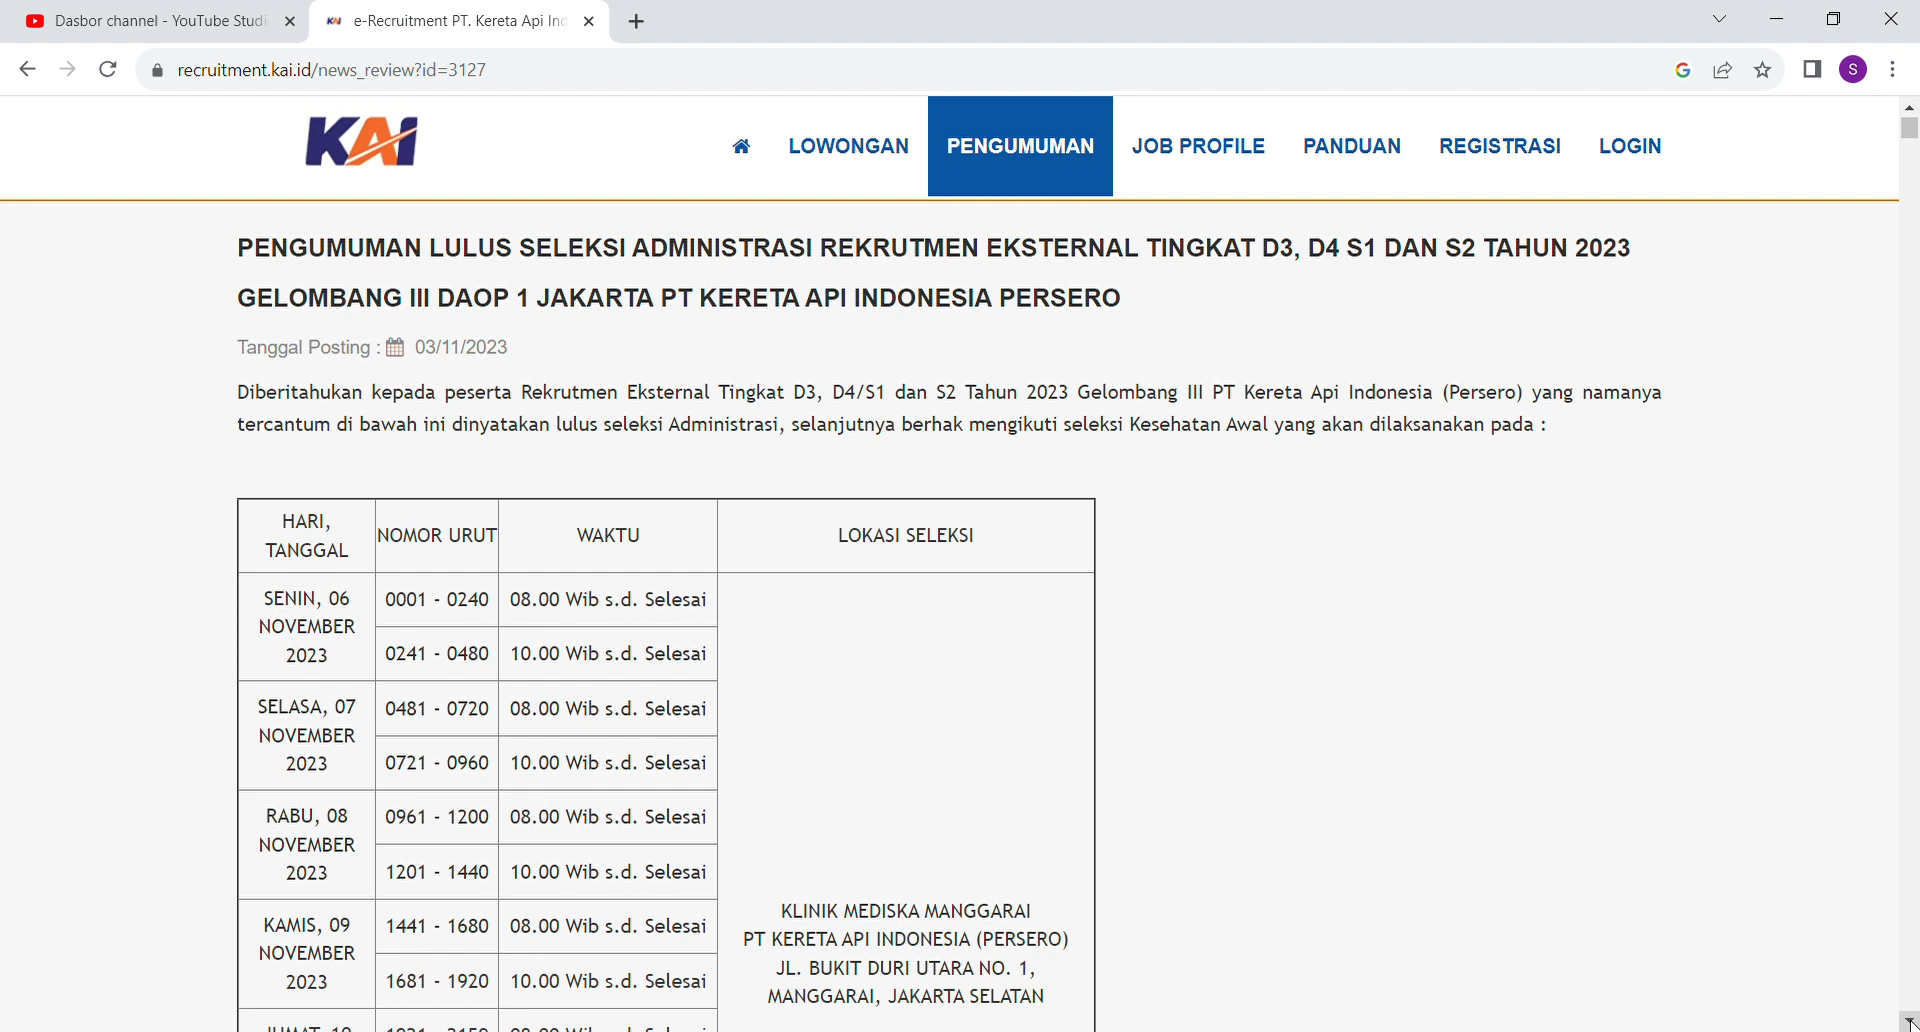 Dasbor channel - YouTube Studi
e-Recruitment PT. Kereta Api Ind
recruitment.kai.id/news_review?id=3127
S
KAI
LOWONGAN PENGUMUMAN JOB PROFILE PANDUAN REGISTRASI LOGIN
PENGUMUMAN LULUS SELEKSI ADMINISTRASI REKRUTMEN EKSTERNAL TINGKAT D3, D4 S1 DAN S2 TAHUN 2023
GELOMBANG III DAOP 1 JAKARTA PT KERETA API INDONESIA PERSERO
Tanggal Posting : 03/11/2023
Diberitahukan kepada peserta Rekrutmen Eksternal Tingkat D3, D4/S1 dan S2 Tahun 2023 Gelombang III PT Kereta Api Indonesia (Persero) yang namanya
tercantum di bawah ini dinyatakan lulus seleksi Administrasi, selanjutnya berhak mengikuti seleksi Kesehatan Awal yang akan dilaksanakan pada :
HARI,
TANGGAL
NOMOR URUT
WAKTU
LOKASI SELEKSI
SENIN, 06
NOVEMBER
2023
0001 - 0240 08.00 Wib s.d. Selesai
0241 - 0480 10.00 Wib s.d. Selesai
SELASA, 07
NOVEMBER
2023
0481 - 0720 08.00 Wib s.d. Selesai
0721 - 0960 10.00 Wib s.d. Selesai
RABU, 08
NOVEMBER
2023
0961 - 1200 08.00 Wib s.d. Selesai
1201 - 1440 10.00 Wib s.d. Selesai
KAMIS, 09
NOVEMBER
2023
1441 - 1680 08.00 Wib s.d. Selesai
1681 - 1920 10.00 Wib s.d. Selesai
KLINIK MEDISKA MANGGARAI
PT KERETA API INDONESIA (PERSERO)
JL. BUKIT DURI UTARA NO. 1,
MANGGARAI, JAKARTA SELATAN